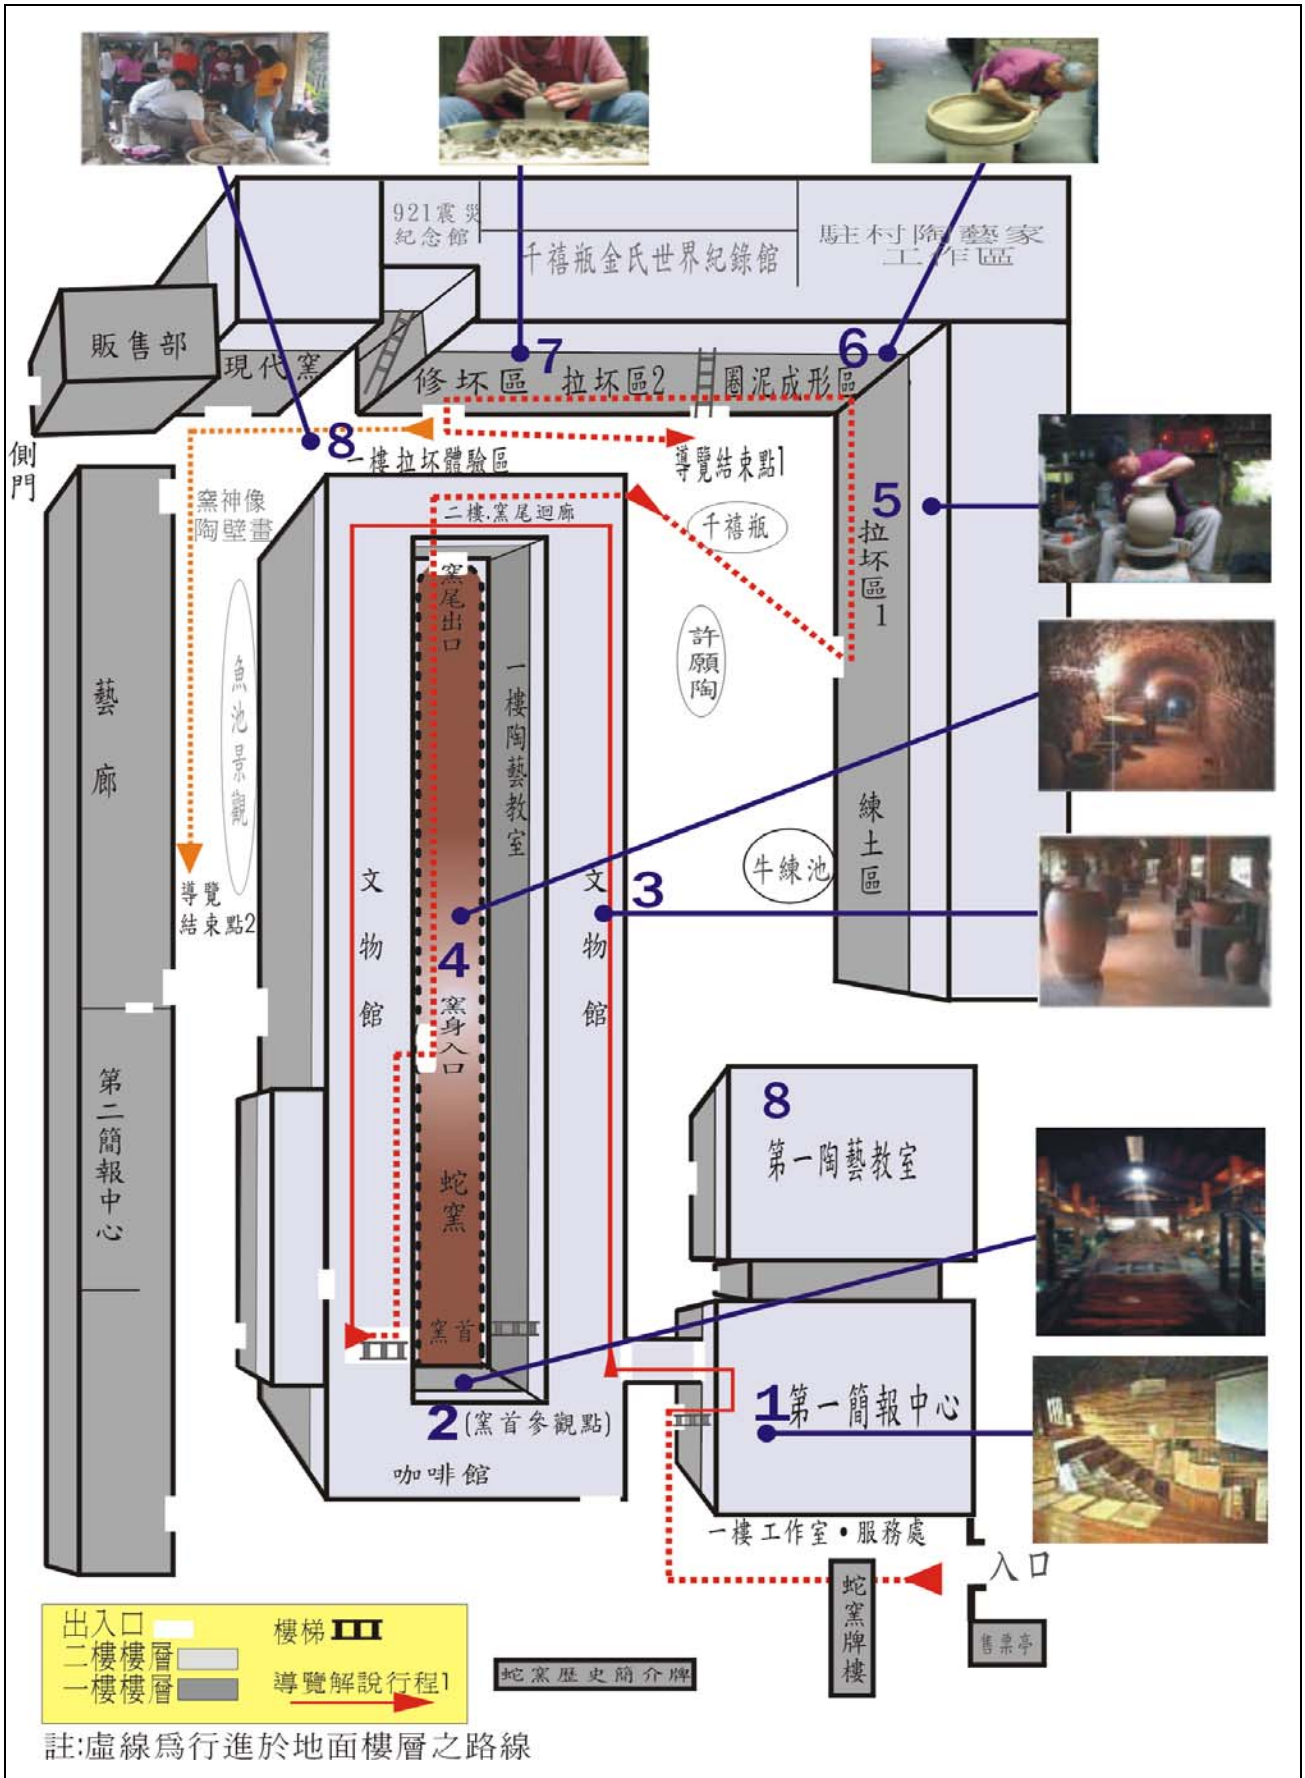 921震災
紀念館
千禧瓶金氏世界紀錄館
駐村陶藝家
工作區
販售部
現代窯
7
6
修坯區
拉坯區2
圈泥成形區
側門
8
一樓拉坯體驗區
導覽結束點1
5
窯神像
陶壁畫
二樓.窯尾迴廊
千禧瓶
拉坯區1
窯尾出口
許願陶
一樓陶藝教室
藝廊
魚池景觀
練土區
牛練池
導覽
結束點2
文物館
文物館
3
4
窯身入口
第二簡報中心
8
第一陶藝教室
蛇窯
窯首
1
第一簡報中心
2
(窯首參觀點)
咖啡館
一樓工作室•服務處
入口
蛇窯牌樓
售票亭
出入口
樓梯
二樓樓層
一樓樓層
導覽解說行程1
蛇窯歷史簡介牌
註:虛線為行進於地面樓層之路線